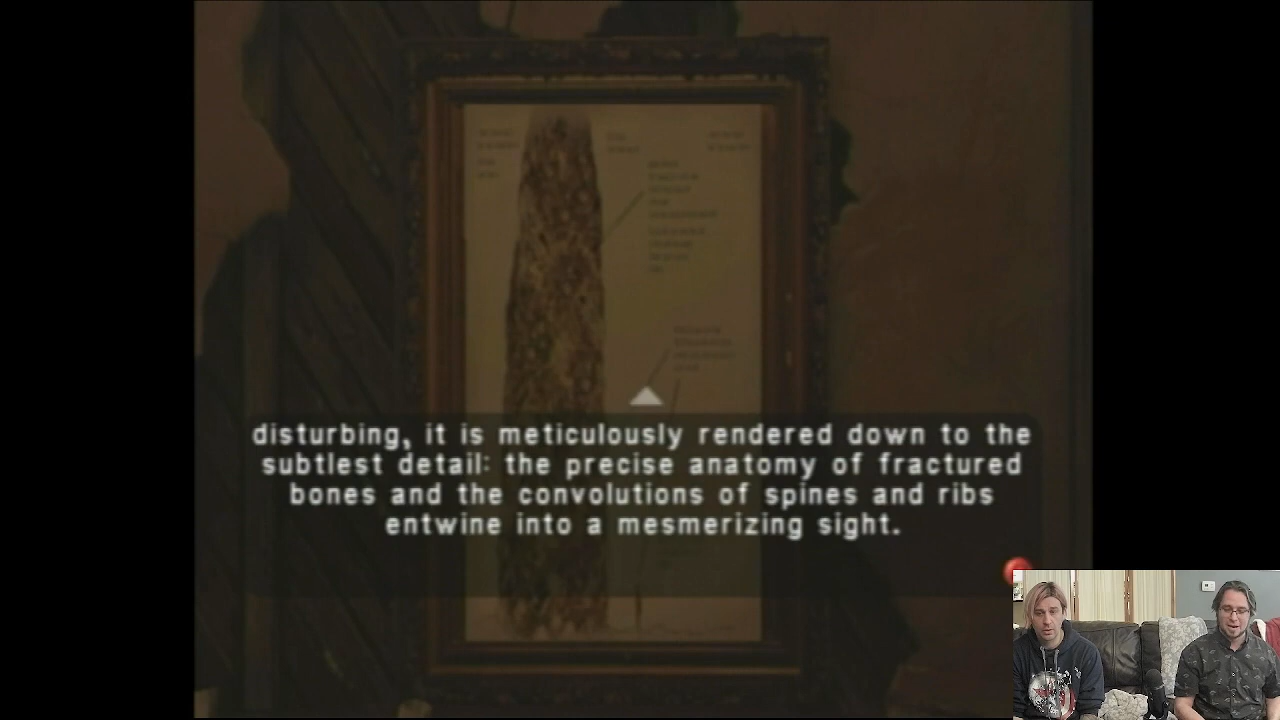 disturbing, it is meticulously rendered down to the
subtlest detail: the precise anatomy of fractured
bones and the convolutions of spines and ribs
entwine into a mesmerizing sight.